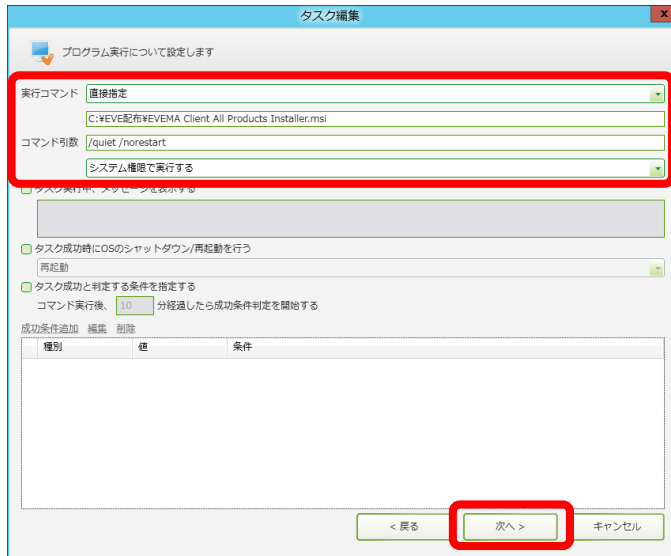 タスク編集
x
プログラム実行について設定します
実行コマンド 直接指定
C:¥EVE配布¥EVEMA Client All Products Installer.msi
コマンド引数 /quiet /norestart
システム権限で実行する
タスク実行中、メッセージを表示する
タスク成功時にOSのシャットダウン/再起動を行う
再起動
タスク成功と判定する条件を指定する
コマンド実行後、 10 分経過したら成功条件判定を開始する
成功条件追加 編集 削除
種別 値 条件
< 戻る 次へ > キャンセル